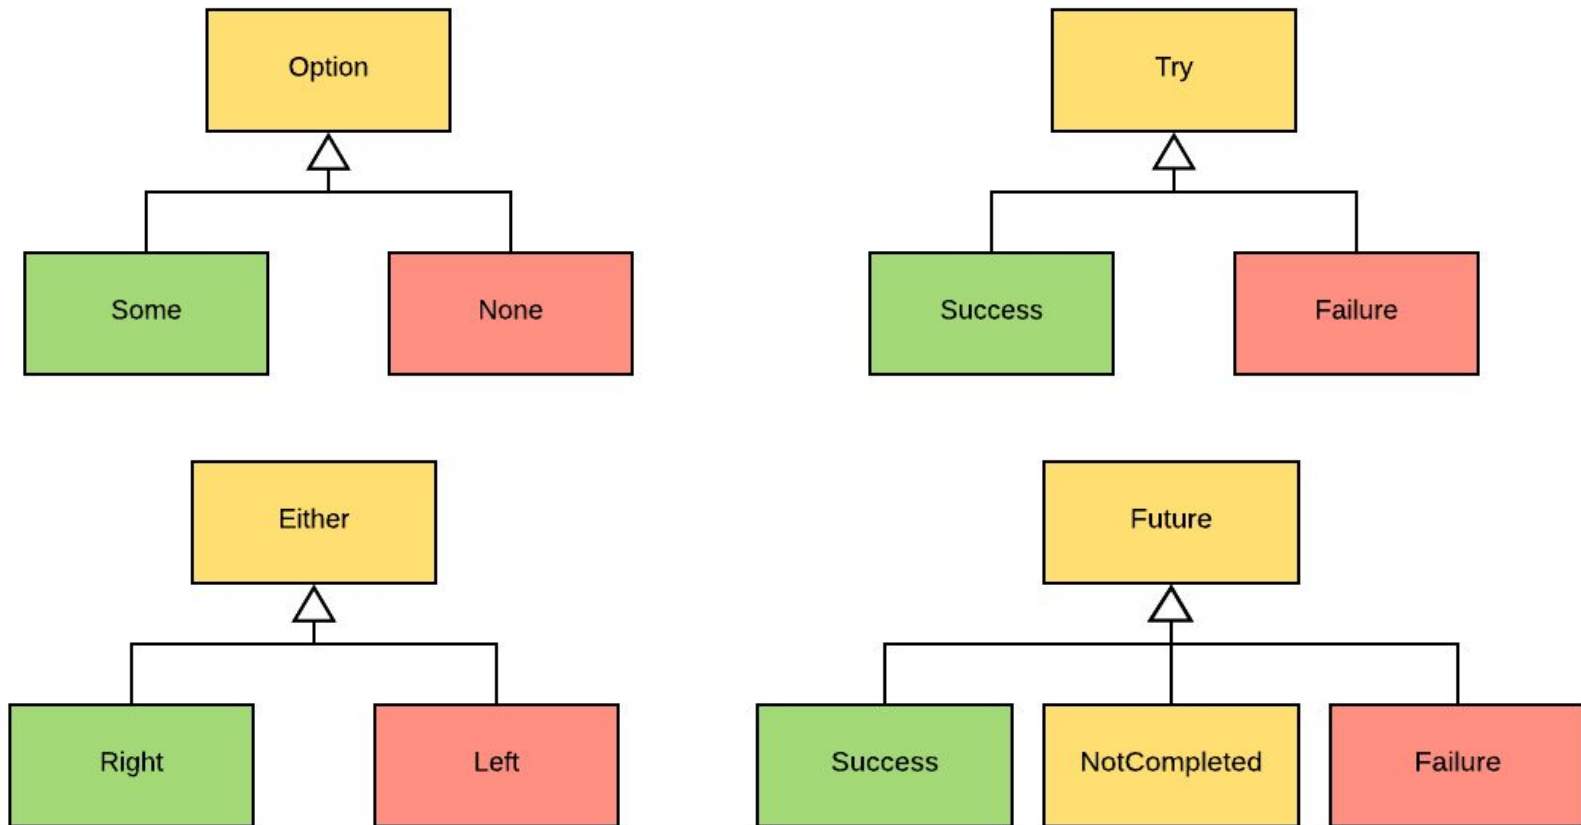 Option
Try
Some
None
Success
Failure
Either
Future
Right
Left
Success
NotCompleted
Failure